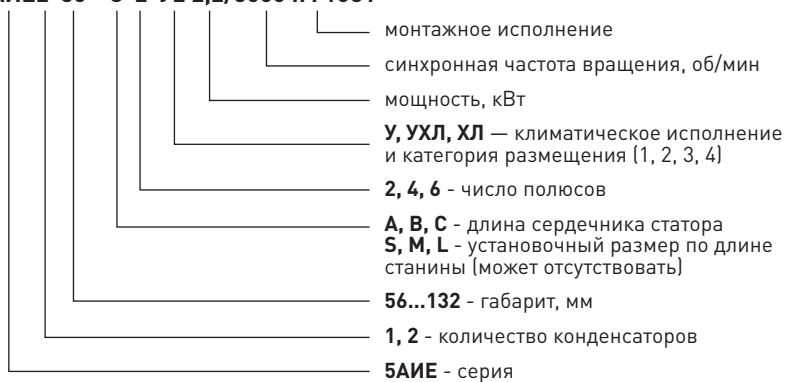 монтажное исполнение
синхронная частота вращения, об/мин
мощность, кВт
У, УХЛ, ХЛ — климатическое исполнение
и категория размещения (1, 2, 3, 4)
2, 4, 6 - число полюсов
А, В, С - длина сердечника статора
S, M, L - установочный размер по длине
станины (может отсутствовать)
56...132 - габарит, мм
1, 2 - количество конденсаторов
5АИЕ - серия